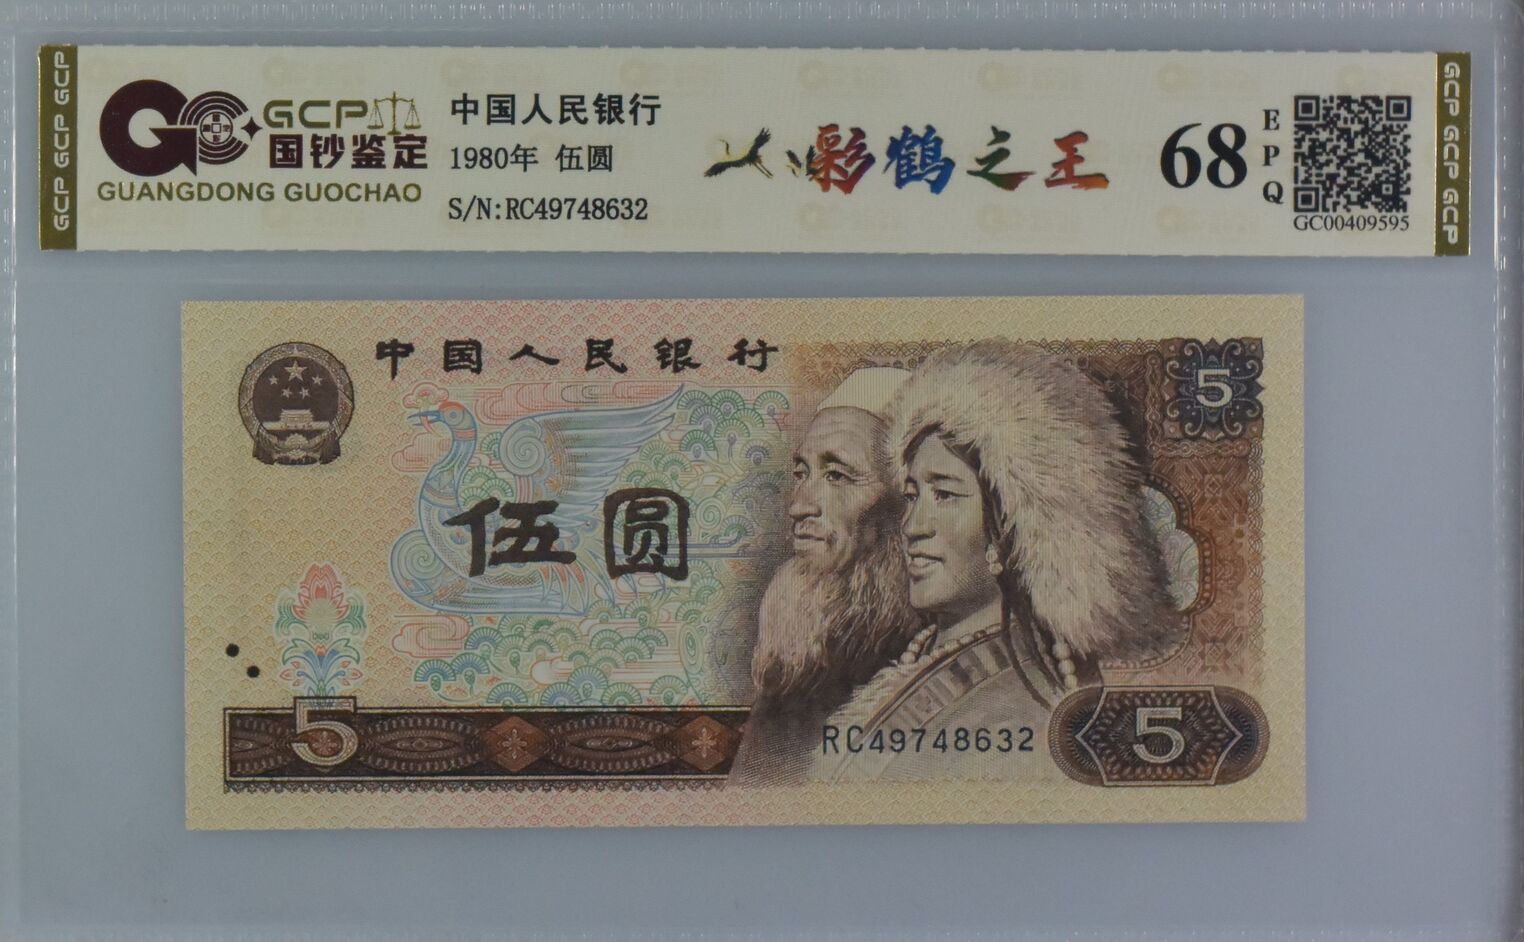 GCP GCP GCP
GCP
国钞鉴定
GUANGDONG GUOCHAO
中国人民银行
1980年 伍圆
S/N:RC49748632
彩鹤之王
68
EPQ
GC00409595
GCP GCP GCP
中国人民银行
5
伍圆
5
RC49748632
5